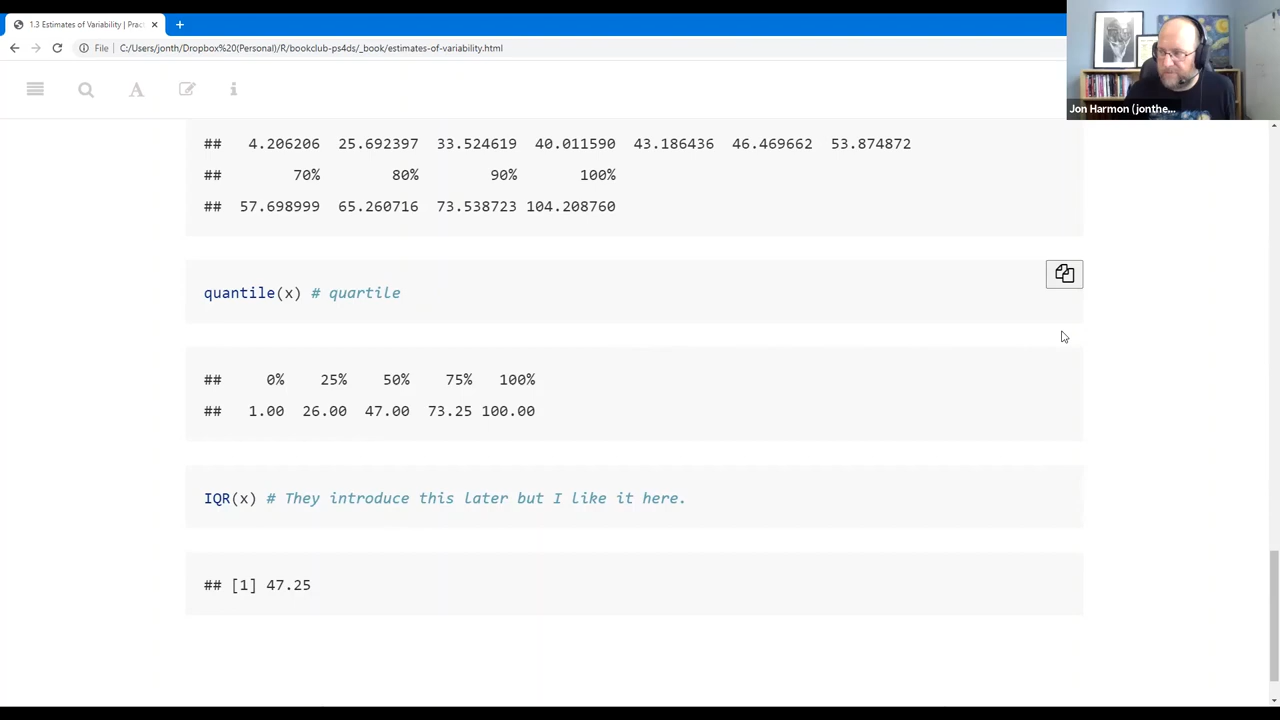 1.3 Estimates of Variability | Prac
File C:/Users/jonth/Dropbox%20(Personal)/R/bookclub-ps4ds/_book/estimates-of-variability.html
Jon Harmon (jonthe...
## 4.206206 25.692397 33.524619 40.011590 43.186436 46.469662 53.874872
## 70% 80% 90% 100%
## 57.698999 65.260716 73.538723 104.208760
quantile(x) # quartile
## 0% 25% 50% 75% 100%
## 1.00 26.00 47.00 73.25 100.00
IQR(x) # They introduce this later but I like it here.
## [1] 47.25